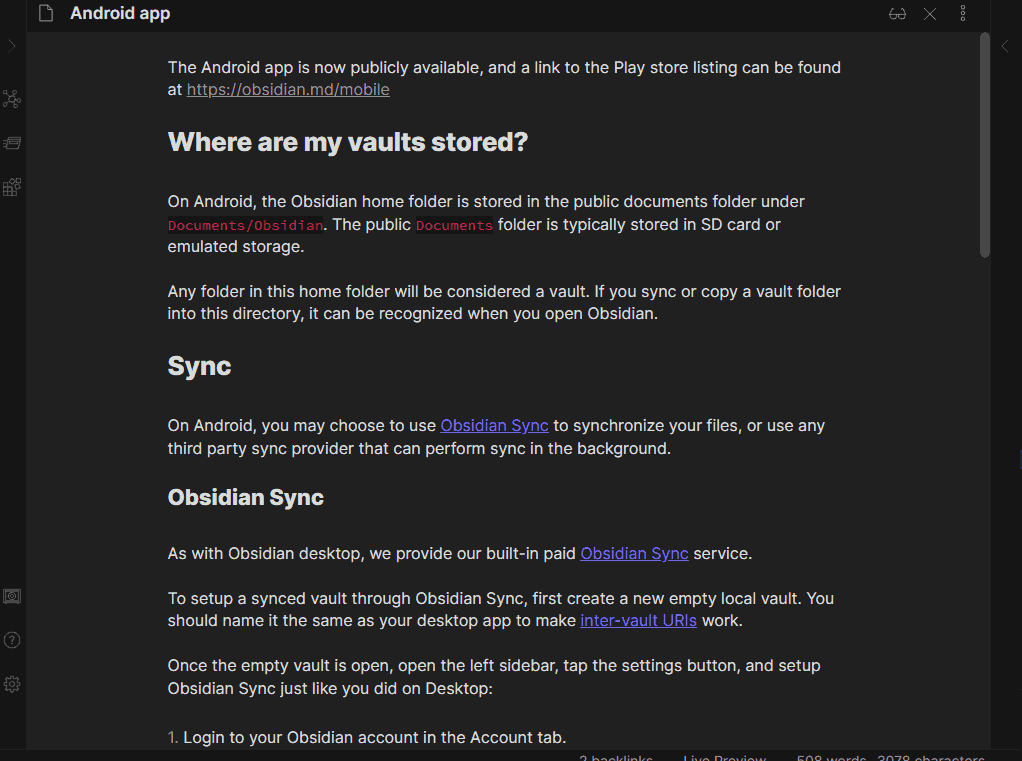 Android app
The Android app is now publicly available, and a link to the Play store listing can be found
at https://obsidian.md/mobile
Where are my vaults stored?
On Android, the Obsidian home folder is stored in the public documents folder under
Documents/Obsidian. The public Documents folder is typically stored in SD card or
emulated storage.
Any folder in this home folder will be considered a vault. If you sync or copy a vault folder
into this directory, it can be recognized when you open Obsidian.
Sync
On Android, you may choose to use Obsidian Sync to synchronize your files, or use any
third party sync provider that can perform sync in the background.
Obsidian Sync
As with Obsidian desktop, we provide our built-in paid Obsidian Sync service.
To setup a synced vault through Obsidian Sync, first create a new empty local vault. You
should name it the same as your desktop app to make inter-vault URIs work.
Once the empty vault is open, open the left sidebar, tap the settings button, and setup
Obsidian Sync just like you did on Desktop:
1. Login to your Obsidian account in the Account tab.
2 backlinks Live Preview 508 words 3078 characters